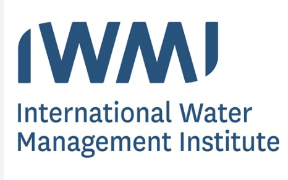 IWMI
International Water
Management Institute